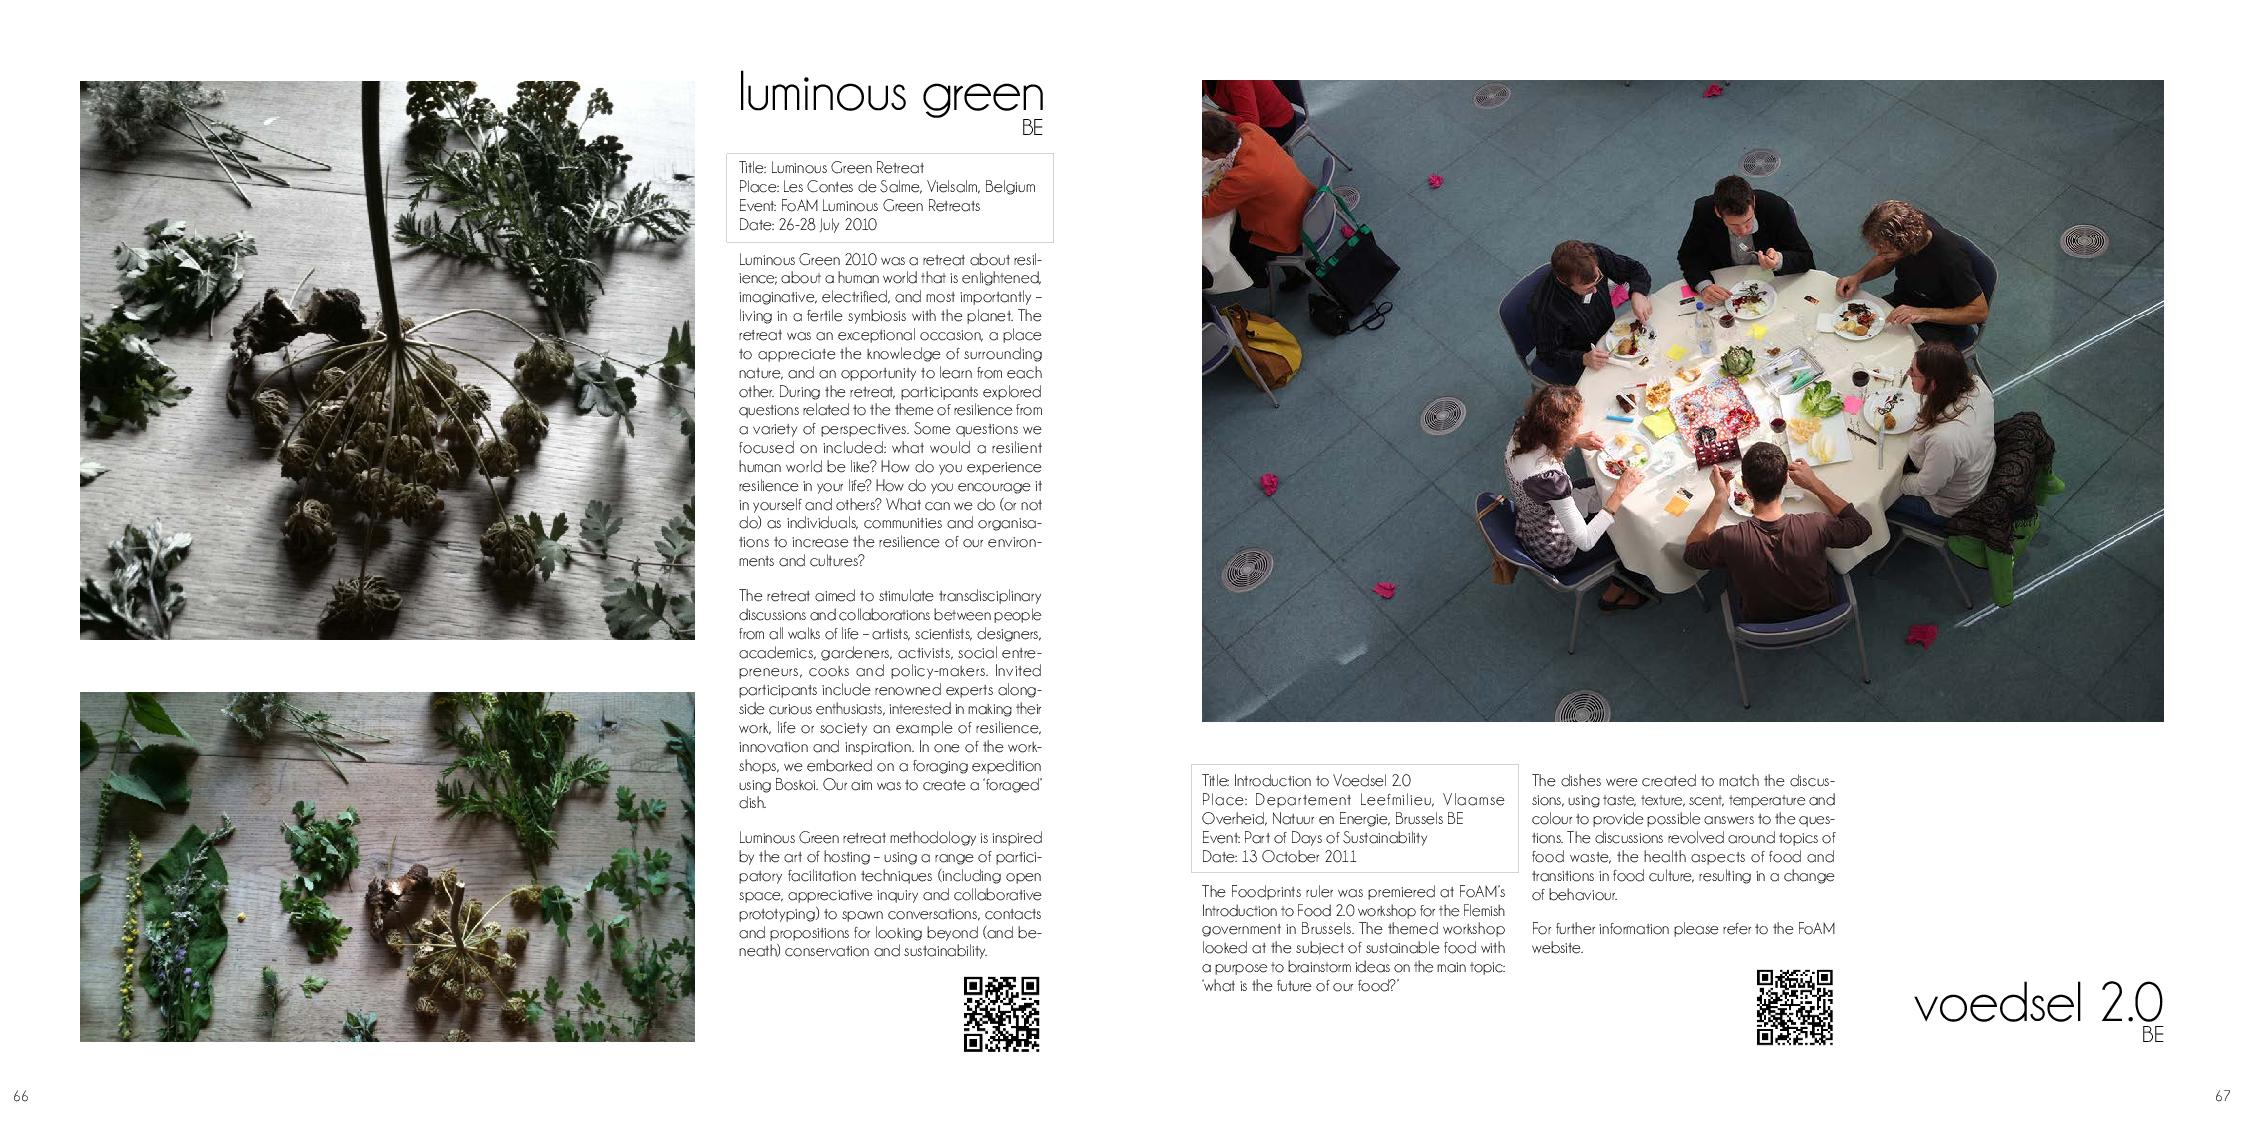 luminous green
BE
Title: Luminous Green Retreat
Place: Les Contes de Salme, Vielsalm, Belgium
Event: FoAM Luminous Green Retreats
Date: 26-28 July 2010
Luminous Green 2010 was a retreat about resil-
ience; about a human world that is enlightened,
imaginative, electrified, and most importantly –
living in a fertile symbiosis with the planet. The
retreat was an exceptional occasion, a place
to appreciate the knowledge of surrounding
nature, and an opportunity to learn from each
other. During the retreat, participants explored
questions related to the theme of resilience from
a variety of perspectives. Some questions we
focused on included: what would a resilient
human world be like? How do you experience
resilience in your life? How do you encourage it
in yourself and others? What can we do (or not
do) as individuals, communities and organisa-
tions to increase the resilience of our environ-
ments and cultures?
The retreat aimed to stimulate transdisciplinary
discussions and collaborations between people
from all walks of life – artists, scientists, designers,
academics, gardeners, activists, social entre-
preneurs, cooks and policy-makers. Invited
participants include renowned experts along-
side curious enthusiasts, interested in making their
work, life or society an example of resilience,
innovation and inspiration. In one of the work-
shops, we embarked on a foraging expedition
using Boskoi. Our aim was to create a ‘foraged’
dish.
Luminous Green retreat methodology is inspired
by the art of hosting – using a range of partici-
patory facilitation techniques (including open
space, appreciative inquiry and collaborative
prototyping) to spawn conversations, contacts
and propositions for looking beyond (and be-
neath) conservation and sustainability.
66
Title: Introduction to Voedsel 2.0
Place: Departement Leefmilieu, Vlaamse
Overheid, Natuur en Energie, Brussels BE
Event: Part of Days of Sustainability
Date: 13 October 2011
The Foodprints ruler was premiered at FoAM’s
Introduction to Food 2.0 workshop for the Flemish
government in Brussels. The themed workshop
looked at the subject of sustainable food with
a purpose to brainstorm ideas on the main topic:
‘what is the future of our food?’
The dishes were created to match the discus-
sions, using taste, texture, scent, temperature and
colour to provide possible answers to the ques-
tions. The discussions revolved around topics of
food waste, the health aspects of food and
transitions in food culture, resulting in a change
of behaviour.
For further information please refer to the FoAM
website.
voedsel 2.0
BE
67